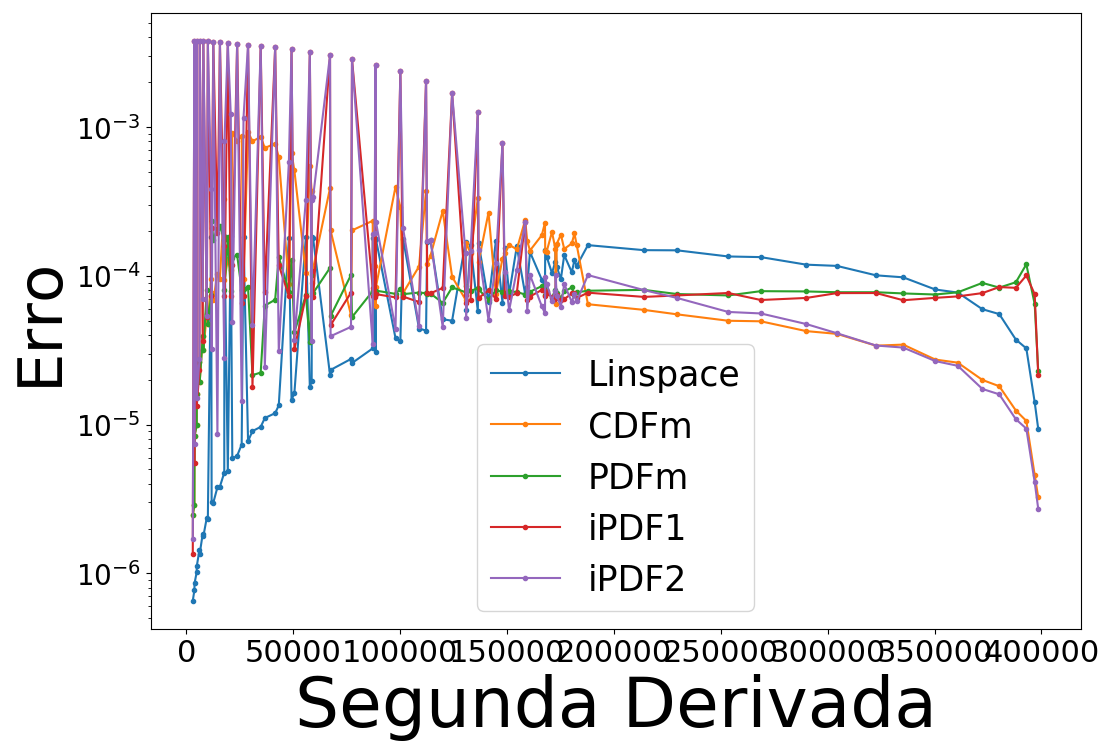 Erro
10⁻³
10⁻⁴
10⁻⁵
10⁻⁶
Linspace
CDFm
PDFm
iPDF1
iPDF2
0 50000 100000 150000 200000 250000 300000 350000 400000
Segunda Derivada